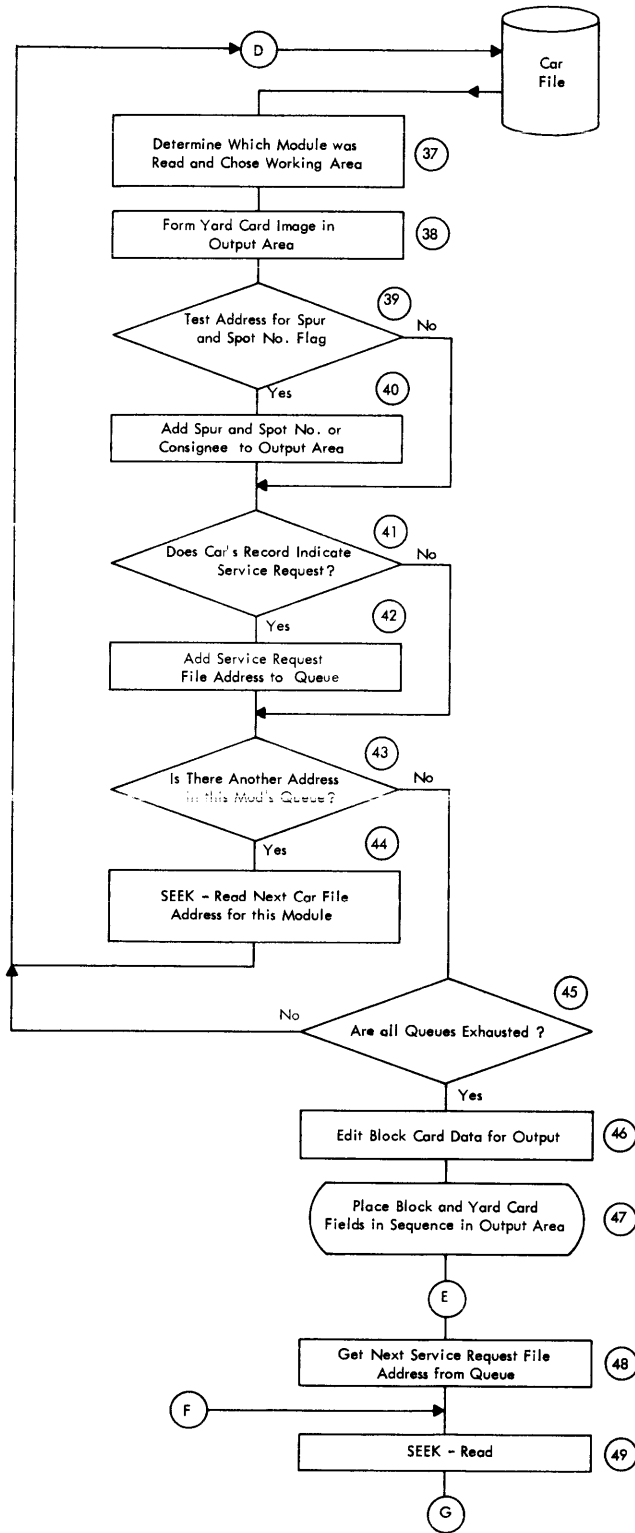 D
Car
File
Determine Which Module was
Read and Chose Working Area
37
Form Yard Card Image in
Output Area
38
39
Test Address for Spur
and Spot No. Flag
No
Yes
40
Add Spur and Spot No. or
Consignee to Output Area
41
Does Car's Record Indicate
Service Request?
No
Yes
42
Add Service Request
File Address to Queue
43
Is There Another Address
in this Mod's Queue?
No
Yes
44
SEEK - Read Next Car File
Address for this Module
45
No
Are all Queues Exhausted ?
Yes
Edit Block Card Data for Output
46
Place Block and Yard Card
Fields in Sequence in Output Area
47
E
Get Next Service Request File
Address from Queue
48
F
SEEK - Read
49
G